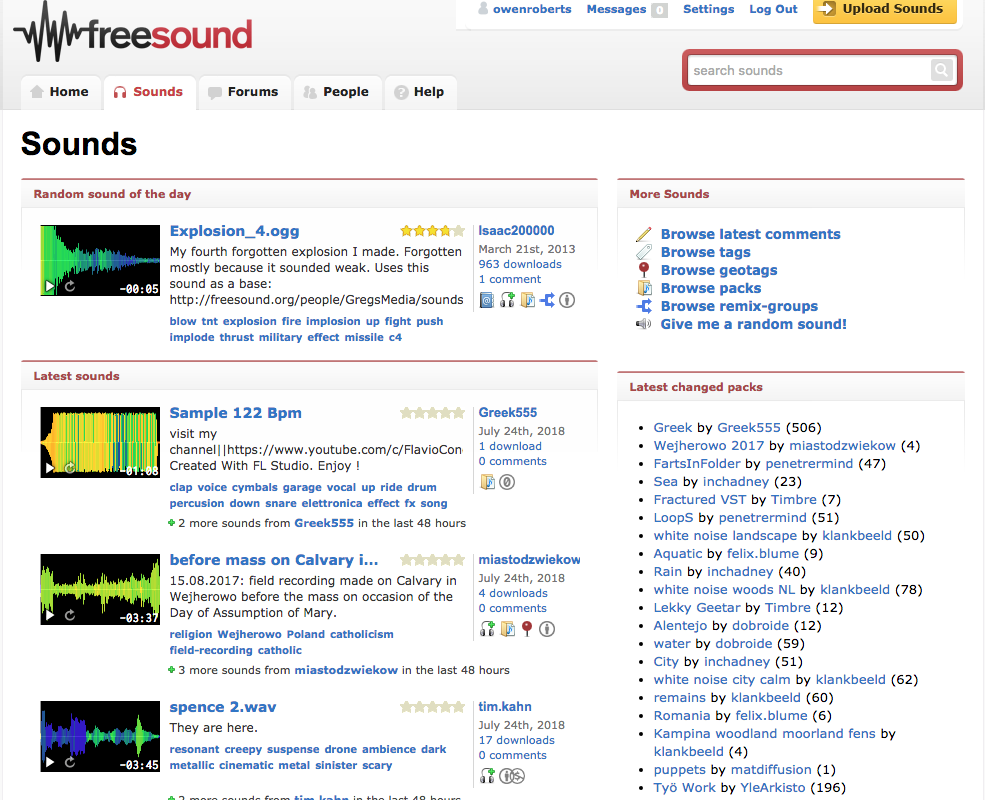 freesound
owenroberts Messages 0 Settings Log Out Upload Sounds
search sounds
Home Sounds Forums People Help
Sounds
Random sound of the day
-00:05
Explosion_4.ogg
My fourth forgotten explosion I made. Forgotten
mostly because it sounded weak. Uses this
sound as a base:
http://freesound.org/people/GregsMedia/sounds
blow tnt explosion fire implosion up fight push
implode thrust military effect missile c4
Isaac200000
March 21st, 2013
963 downloads
1 comment
Latest sounds
-01:08
Sample 122 Bpm
visit my
channel||https://www.youtube.com/c/FlavioCon
Created With FL Studio. Enjoy !
clap voice cymbals garage vocal up ride drum
percusion down snare elettronica effect fx song
2 more sounds from Greek555 in the last 48 hours
Greek555
July 24th, 2018
1 download
0 comments
-03:37
before mass on Calvary i...
15.08.2017: field recording made on Calvary in
Wejherowo before the mass on occasion of the
Day of Assumption of Mary.
religion Wejherowo Poland catholicism
field-recording catholic
3 more sounds from miastodzwiekow in the last 48 hours
miastodzwiekow
July 24th, 2018
4 downloads
0 comments
-03:45
spence 2.wav
They are here.
resonant creepy suspense drone ambience dark
metallic cinematic metal sinister scary
2 more sounds from tim.kahn in the last 48 hours
tim.kahn
July 24th, 2018
17 downloads
0 comments
More Sounds
Browse latest comments
Browse tags
Browse geotags
Browse packs
Browse remix-groups
Give me a random sound!
Latest changed packs
Greek by Greek555 (506)
Wejherowo 2017 by miastodzwiekow (4)
FartsInFolder by penetrermind (47)
Sea by inchadney (23)
Fractured VST by Timbre (7)
LoopS by penetrermind (51)
white noise landscape by klankbeeld (50)
Aquatic by felix.blume (9)
Rain by inchadney (40)
white noise woods NL by klankbeeld (78)
Lekky Geetar by Timbre (12)
Alentejo by dobroide (12)
water by dobroide (59)
City by inchadney (51)
white noise city calm by klankbeeld (62)
remains by klankbeeld (60)
Romania by felix.blume (6)
Kampina woodland moorland fens by
klankbeeld (4)
puppets by matdiffusion (1)
Työ Work by YleArkisto (196)